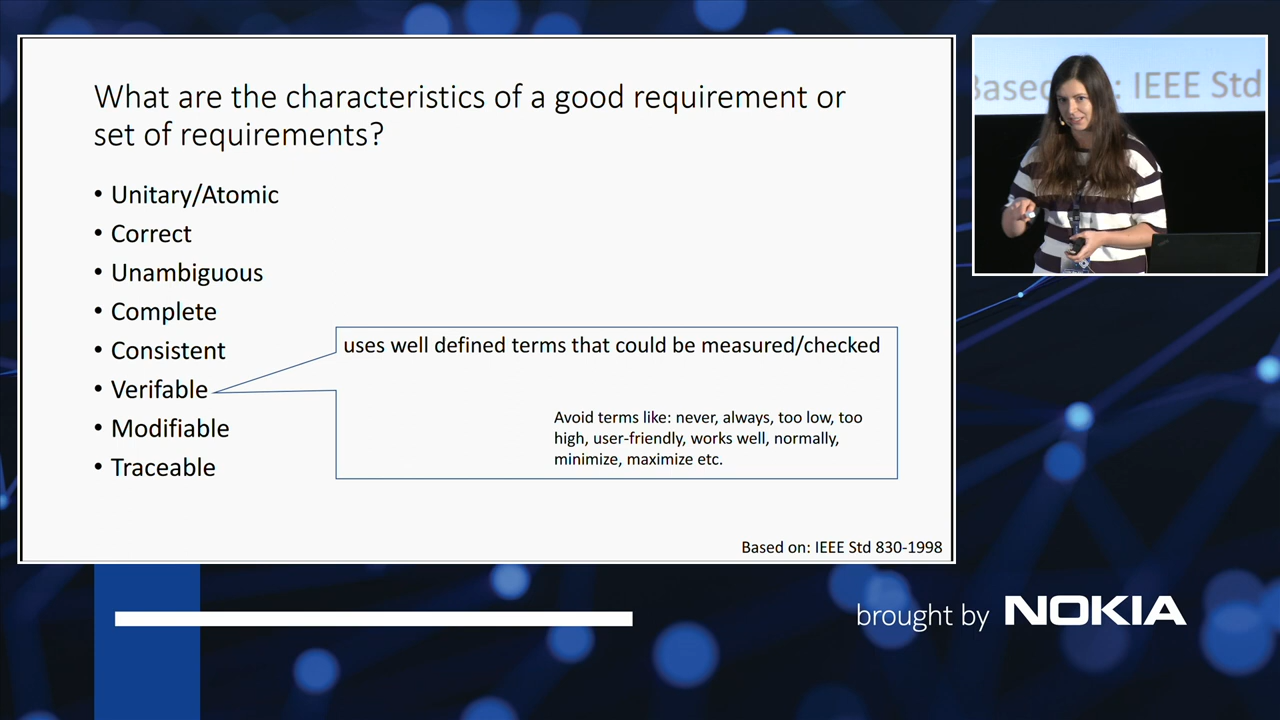 What are the characteristics of a good requirement or
set of requirements?
• Unitary/Atomic
• Correct
• Unambiguous
• Complete
• Consistent
• Verifable
• Modifiable
• Traceable
uses well defined terms that could be measured/checked
Avoid terms like: never, always, too low, too
high, user-friendly, works well, normally,
minimize, maximize etc.
Based on: IEEE Std 830-1998
Based on: IEEE Std
brought by NOKIA